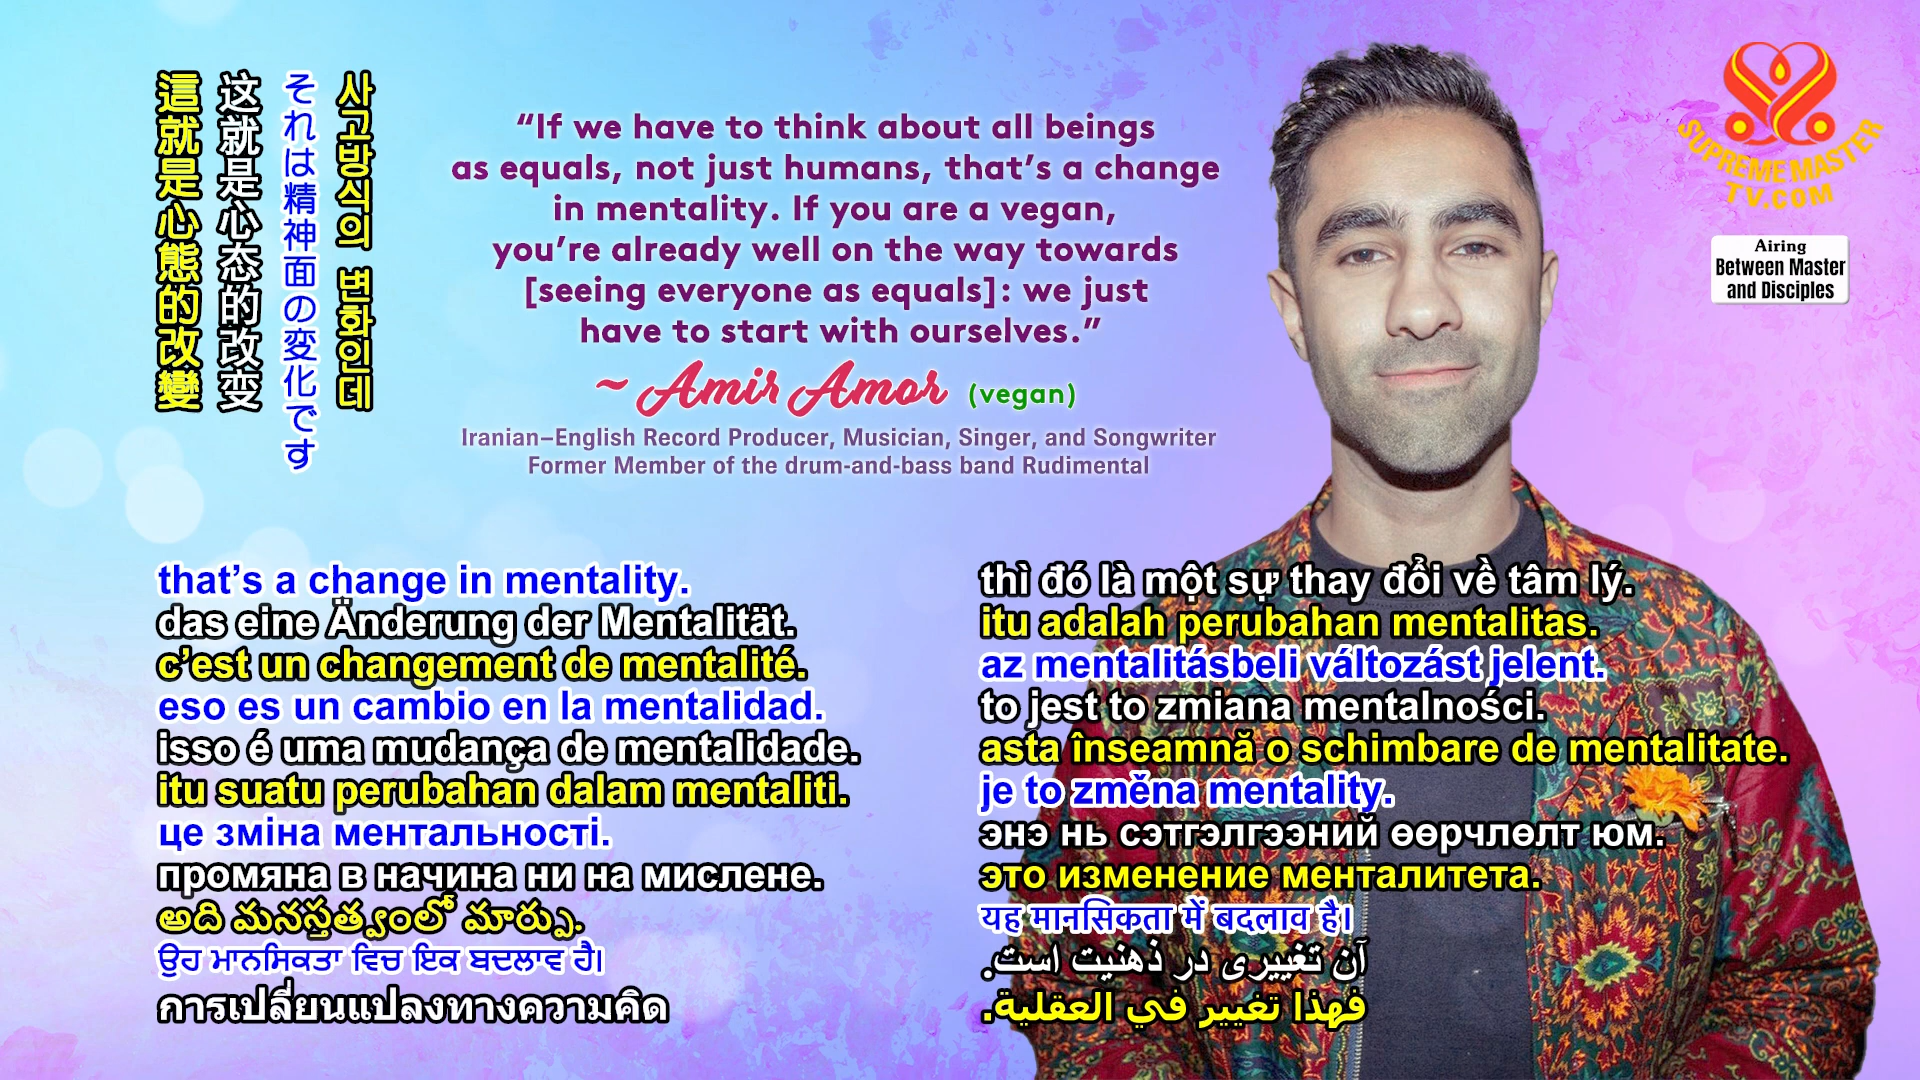 這就是心態的改變
这就是心态的改变
それは精神面の変化です
사고방식의 변화인데
“If we have to think about all beings
as equals, not just humans, that’s a change
in mentality. If you are a vegan,
you’re already well on the way towards
[seeing everyone as equals]: we just
have to start with ourselves.”
~ Amir Amor (vegan)
Iranian–English Record Producer, Musician, Singer, and Songwriter
Former Member of the drum-and-bass band Rudimental
SUPREME MASTER
TV.COM
Airing
Between Master
and Disciples
that’s a change in mentality.
das eine Änderung der Mentalität.
c’est un changement de mentalité.
eso es un cambio en la mentalidad.
isso é uma mudança de mentalidade.
itu suatu perubahan dalam mentaliti.
це зміна ментальності.
промяна в начина ни на мислене.
అది మనస్తత్వంలో మార్పు.
ਉਹ ਮਾਨਸਿਕਤਾ ਵਿਚ ਇਕ ਬਦਲਾਵ ਹੈ।
การเปลี่ยนแปลงทางความคิด
thì đó là một sự thay đổi về tâm lý.
itu adalah perubahan mentalitas.
az mentalitásbeli változást jelent.
to jest to zmiana mentalności.
asta înseamnă o schimbare de mentalitate.
je to změna mentality.
энэ нь сэтгэлгээний өөрчлөлт юм.
это изменение менталитета.
यह मानसिकता में बदलाव है।
آن تغییری در ذهنیت است.
فهذا تغيير في العقلية.